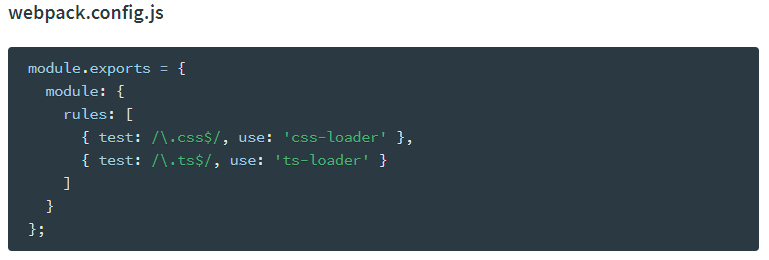 webpack.config.js
module.exports = {
  module: {
    rules: [
      { test: /\.css$/, use: 'css-loader' },
      { test: /\.ts$/, use: 'ts-loader' }
    ]
  }
};